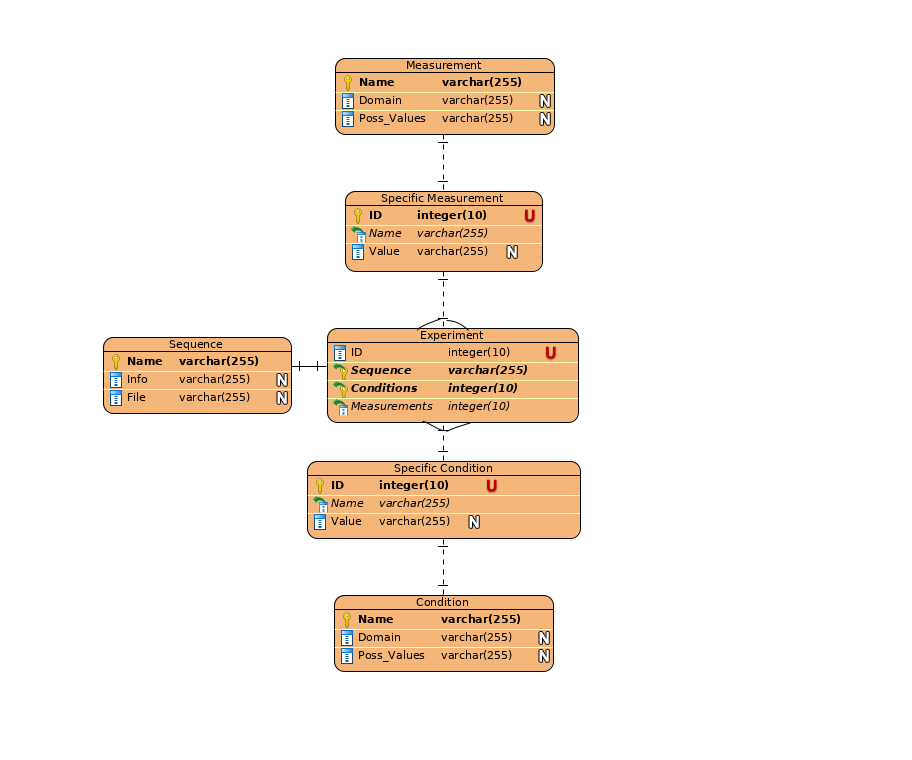 Measurement
Name varchar(255)
Domain varchar(255) N
Poss_Values varchar(255) N
Specific Measurement
ID integer(10) U
Name varchar(255)
Value varchar(255) N
Sequence
Name varchar(255)
Info varchar(255) N
File varchar(255) N
Experiment
ID integer(10) U
Sequence varchar(255)
Conditions integer(10)
Measurements integer(10)
Specific Condition
ID integer(10) U
Name varchar(255)
Value varchar(255) N
Condition
Name varchar(255)
Domain varchar(255) N
Poss_Values varchar(255) N